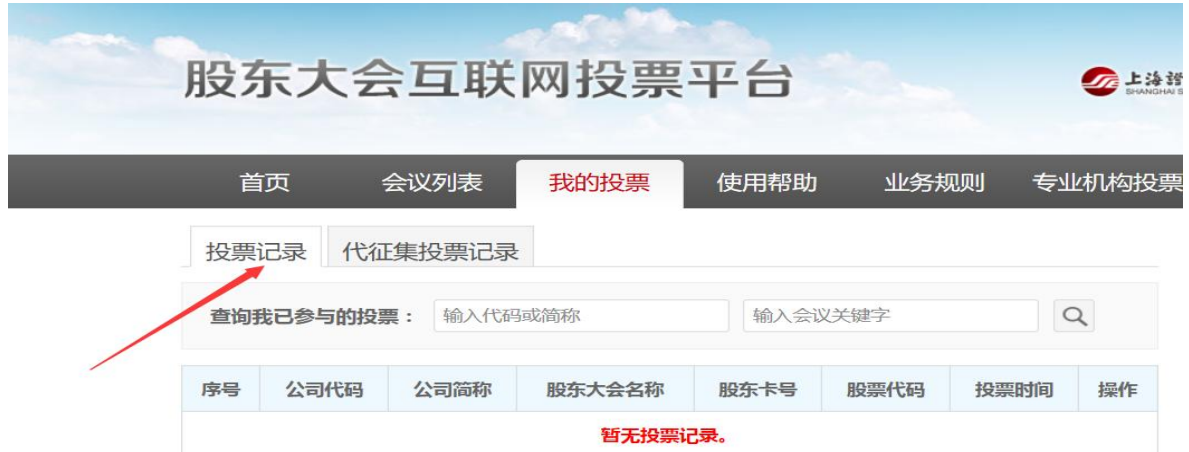 股东大会互联网投票平台
上海證
SHANGHAI S
首页 会议列表 我的投票 使用帮助 业务规则 专业机构投票
投票记录 代征集投票记录
查询我已参与的投票： 输入代码或简称 输入会议关键字
序号 公司代码 公司简称 股东大会名称 股东卡号 股票代码 投票时间 操作
暂无投票记录。